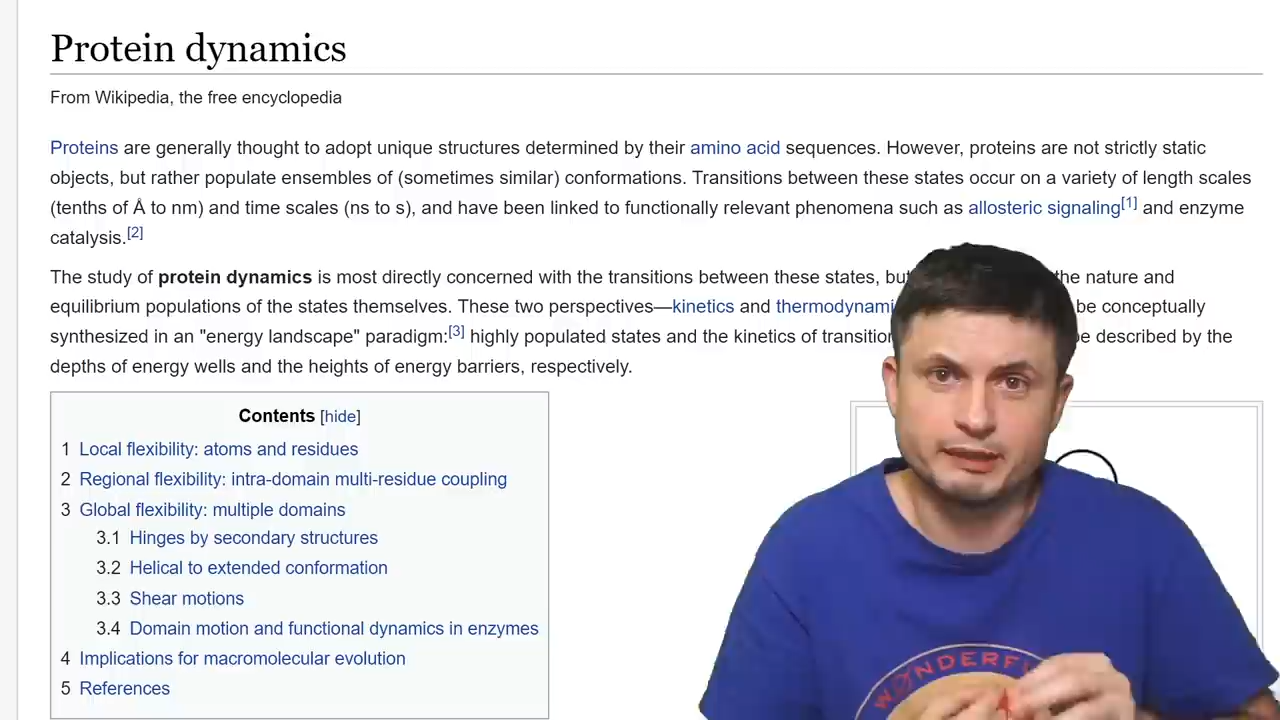 Protein dynamics
From Wikipedia, the free encyclopedia
Proteins are generally thought to adopt unique structures determined by their amino acid sequences. However, proteins are not strictly static
objects, but rather populate ensembles of (sometimes similar) conformations. Transitions between these states occur on a variety of length scales
(tenths of Å to nm) and time scales (ns to s), and have been linked to functionally relevant phenomena such as allosteric signaling[1] and enzyme
catalysis.[2]
The study of protein dynamics is most directly concerned with the transitions between these states, but the nature and
equilibrium populations of the states themselves. These two perspectives—kinetics and be conceptually
synthesized in an "energy landscape" paradigm:[3] highly populated states and the kinetics of described by the
depths of energy wells and the heights of energy barriers, respectively.
Contents [hide]
1 Local flexibility: atoms and residues
2 Regional flexibility: intra-domain multi-residue coupling
3 Global flexibility: multiple domains
3.1 Hinges by secondary structures
3.2 Helical to extended conformation
3.3 Shear motions
3.4 Domain motion and functional dynamics in enzymes
4 Implications for macromolecular evolution
5 References